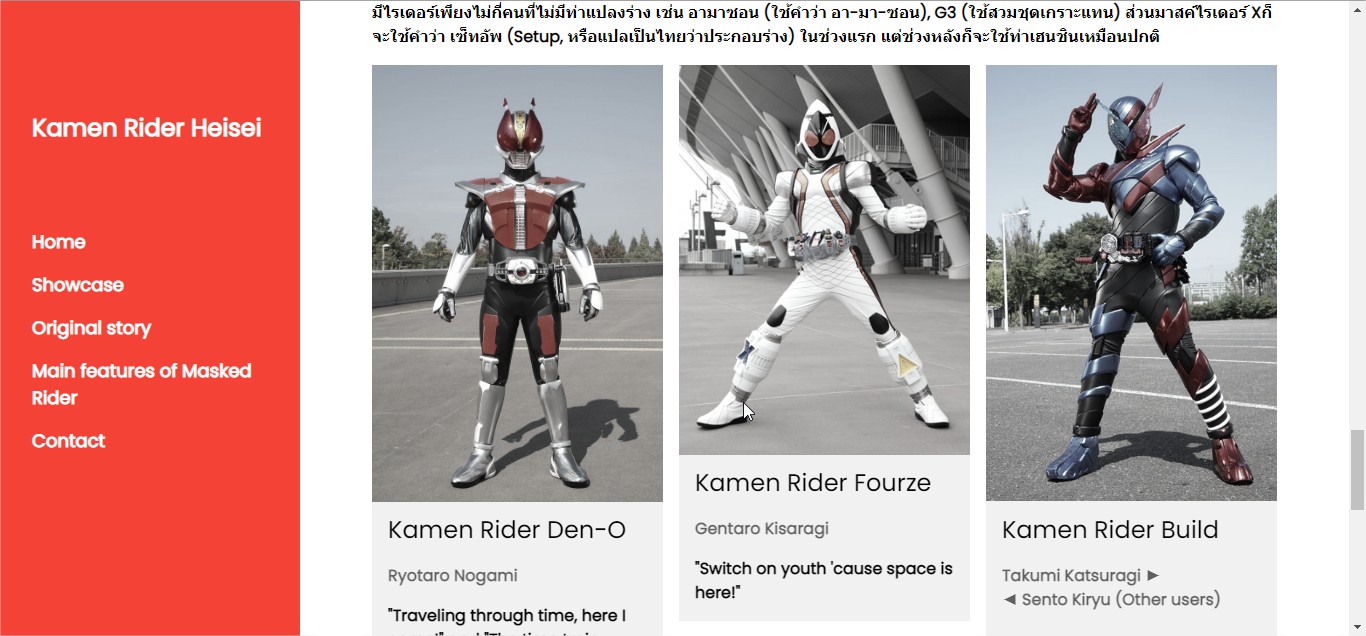 มีไรเดอร์เพียงไม่กี่คนที่ไม่มีท่าแปลงร่าง เช่น อามาซอน (ใช้คำว่า อา-มา-ซอน), G3 (ใช้สวมชุดเกราะแทน) ส่วนมาสค์ไรเดอร์ Xก็
จะใช้คำว่า เซ็ทอัพ (Setup, หรือแปลเป็นไทยว่าประกอบร่าง) ในช่วงแรก แต่ช่วงหลังก็จะใช้ท่าเฮนชินเหมือนปกติ
Kamen Rider Heisei
Home
Showcase
Original story
Main features of Masked
Rider
Contact
Kamen Rider Den-O
Ryotaro Nogami
"Traveling through time, here I
Kamen Rider Fourze
Gentaro Kisaragi
"Switch on youth 'cause space is
here!"
Kamen Rider Build
Takumi Katsuragi ►
◄ Sento Kiryu (Other users)